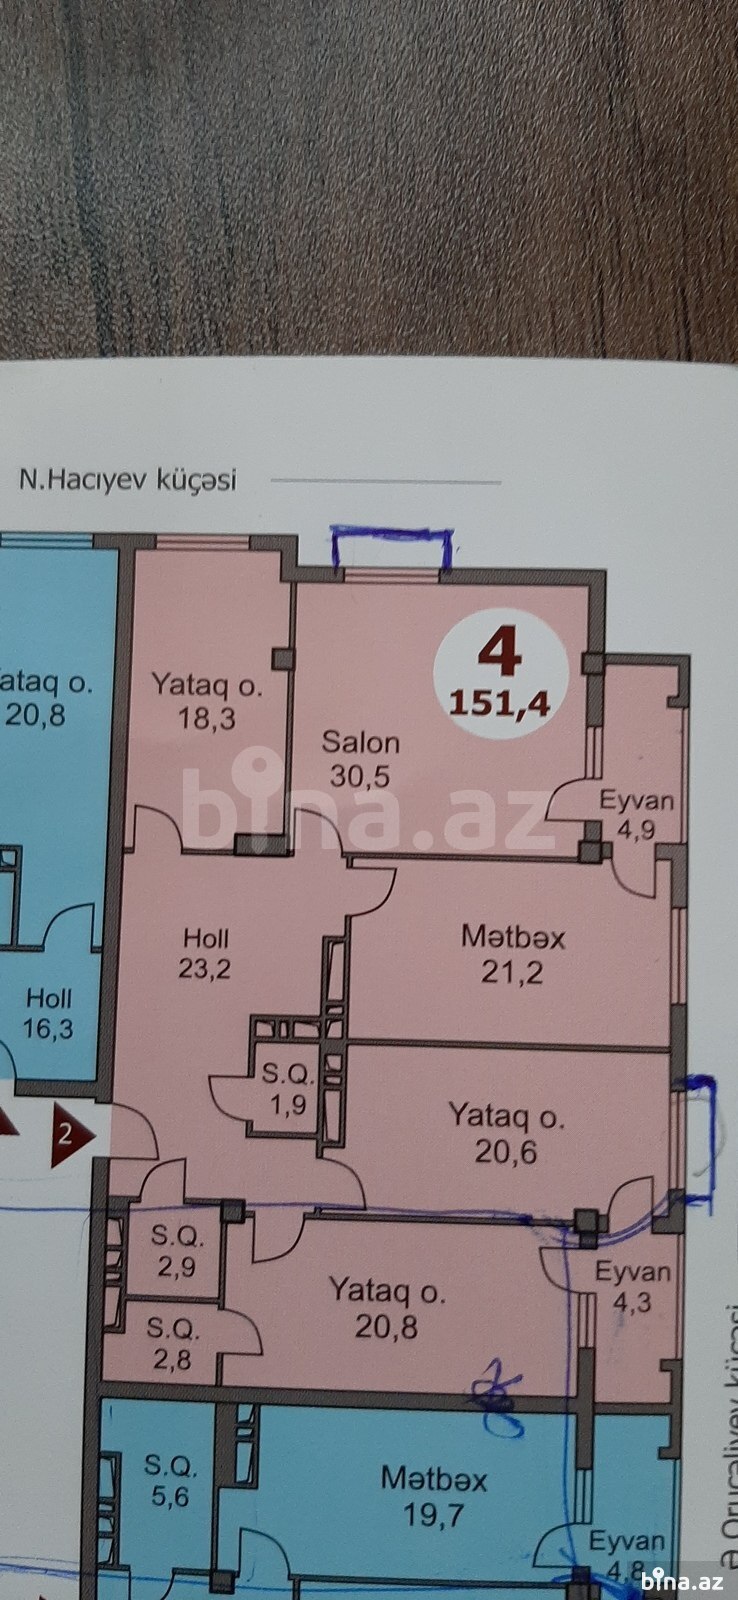 N.Hacıyev küçəsi
ataq o.
20,8
Yataq o.
18,3
4
151,4
Salon
30,5
Eyvan
4,9
bina.az
Holl
23,2
Mətbəx
21,2
Holl
16,3
S.Q.
1,9
Yataq o.
20,6
2
S.Q.
2,9
Yataq o.
20,8
Eyvan
4,3
S.Q.
2,8
S.Q.
5,6
Mətbəx
19,7
Eyvan
4,8
Ə.Orucəliyev küçəsi
bina.az